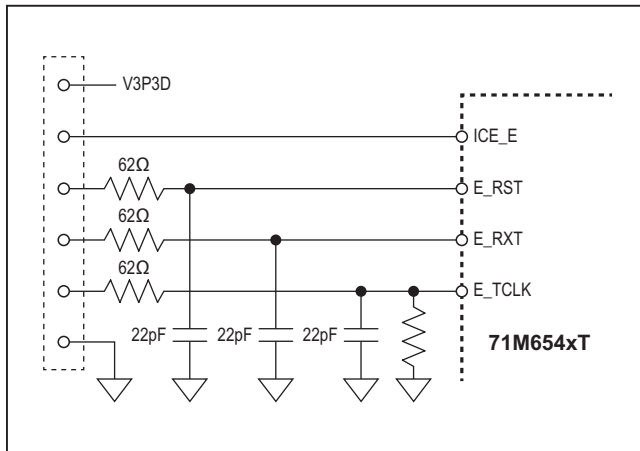 V3P3D
ICE_E
62Ω
E_RST
62Ω
E_RXT
62Ω
E_TCLK
22pF 22pF 22pF
71M654xT